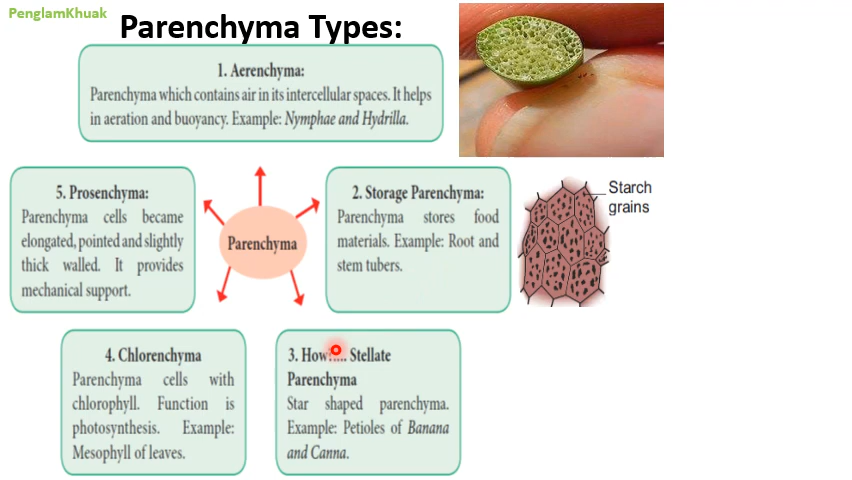 PenglamKhuak
Parenchyma Types:
1. Aerenchyma:
Parenchyma which contains air in its intercellular spaces. It helps
in aeration and buoyancy. Example: Nymphae and Hydrilla.
5. Prosenchyma:
Parenchyma cells became
elongated, pointed and slightly
thick walled. It provides
mechanical support.
Parenchyma
2. Storage Parenchyma:
Parenchyma stores food
materials. Example: Root and
stem tubers.
Starch
grains
4. Chlorenchyma
Parenchyma cells with
chlorophyll. Function is
photosynthesis. Example:
Mesophyll of leaves.
3. How Stellate
Parenchyma
Star shaped parenchyma.
Example: Petioles of Banana
and Canna.